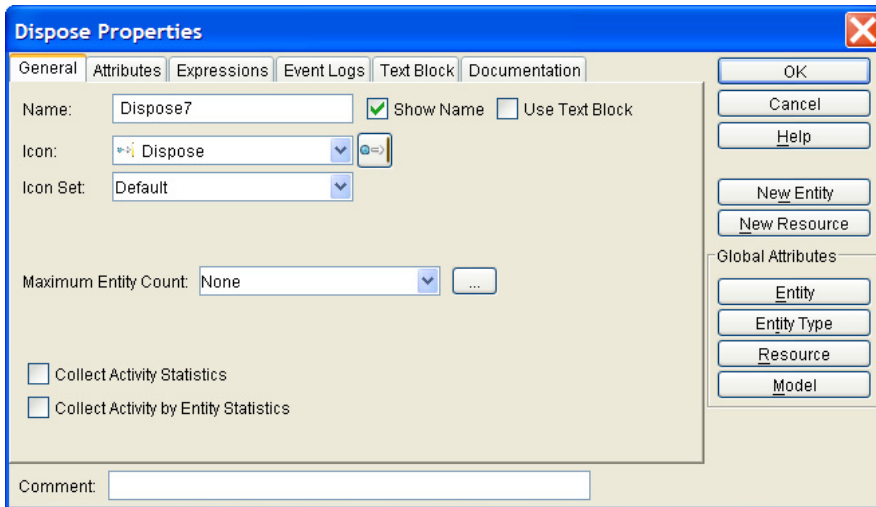 Dispose Properties
General Attributes Expressions Event Logs Text Block Documentation
Name: Dispose7 Show Name Use Text Block
Icon: Dispose
Icon Set: Default
Maximum Entity Count: None ...
Collect Activity Statistics
Collect Activity by Entity Statistics
Comment:
OK
Cancel
Help
New Entity
New Resource
Global Attributes
Entity
Entity Type
Resource
Model